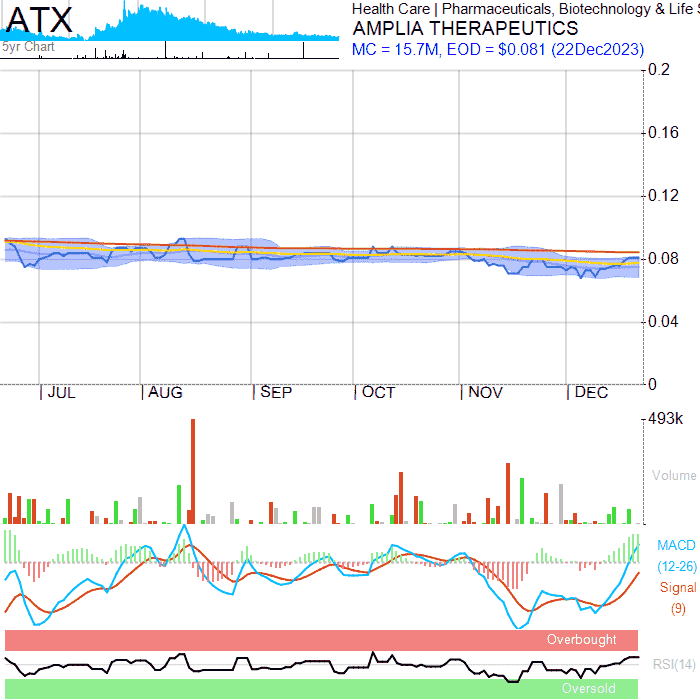 ATX
5yr Chart
Health Care | Pharmaceuticals, Biotechnology & Life S
AMPLIA THERAPEUTICS
MC = 15.7M, EOD = $0.081 (22Dec2023)
0.2
0.16
0.12
0.08
0.04
0
JUL AUG SEP OCT NOV DEC
493k
Volume
MACD
(12-26)
Signal
(9)
Overbought
RSI(14)
Oversold